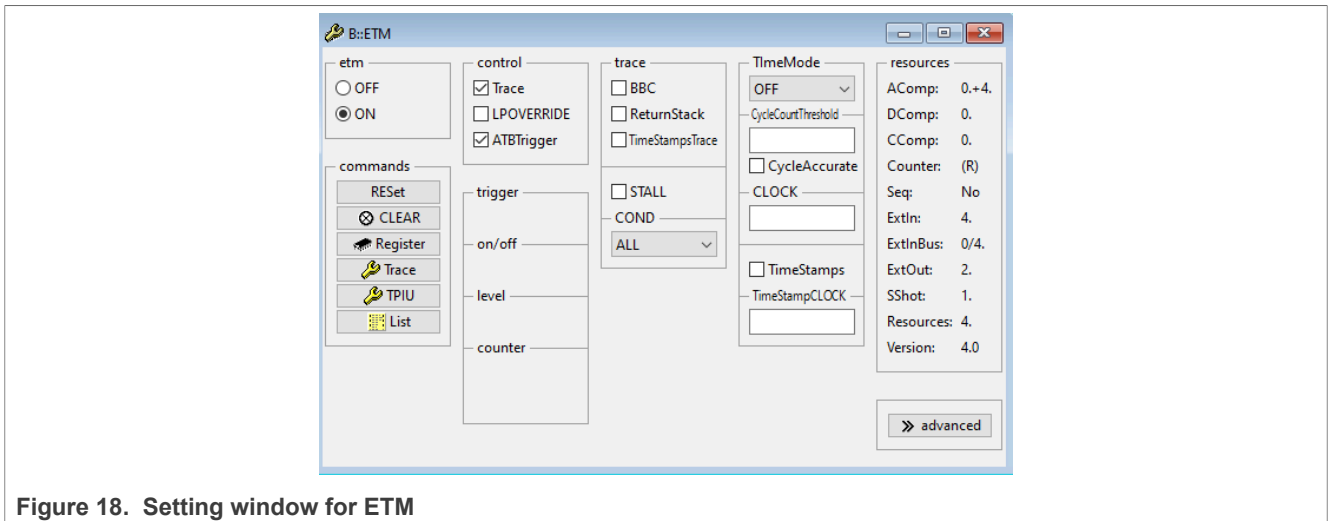 B::ETM
etm
OFF
ON
commands
RESet
CLEAR
Register
Trace
TPIU
List
control
Trace
LPOVERRIDE
ATBTrigger
trigger
on/off
level
counter
trace
BBC
ReturnStack
TimeStampsTrace
STALL
COND
ALL
TImeMode
OFF
CycleCountThreshold
CycleAccurate
CLOCK
TimeStamps
TimeStampCLOCK
resources
AComp: 0.+4.
DComp: 0.
CComp: 0.
Counter: (R)
Seq: No
ExtIn: 4.
ExtInBus: 0/4.
ExtOut: 2.
SShot: 1.
Resources: 4.
Version: 4.0
advanced
Figure 18. Setting window for ETM